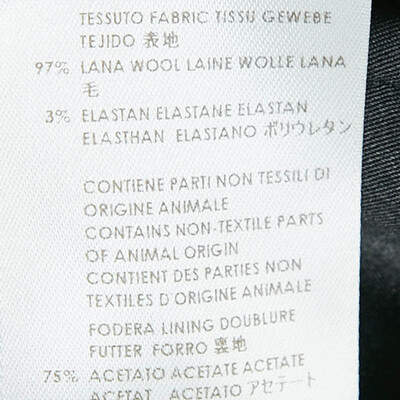 TESSUTO FABRIC TISSU GEWEBE
TEJIDO 表地
97% LANA WOOL LAINE WOLLE LANA
毛
3% ELASTAN ELASTANE ELASTAN
ELASTHAN ELASTANO ポリウレタン
CONTIENE PARTI NON TESSILI DI
ORIGINE ANIMALE
CONTAINS NON-TEXTILE PARTS
OF ANIMAL ORIGIN
CONTIENT DES PARTIES NON
TEXTILES D'ORIGINE ANIMALE
FODERA LINING DOUBLURE
FUTTER FORRO 裏地
75% ACETATO ACETATE ACETATE
ACETAT ACETATO アセテート